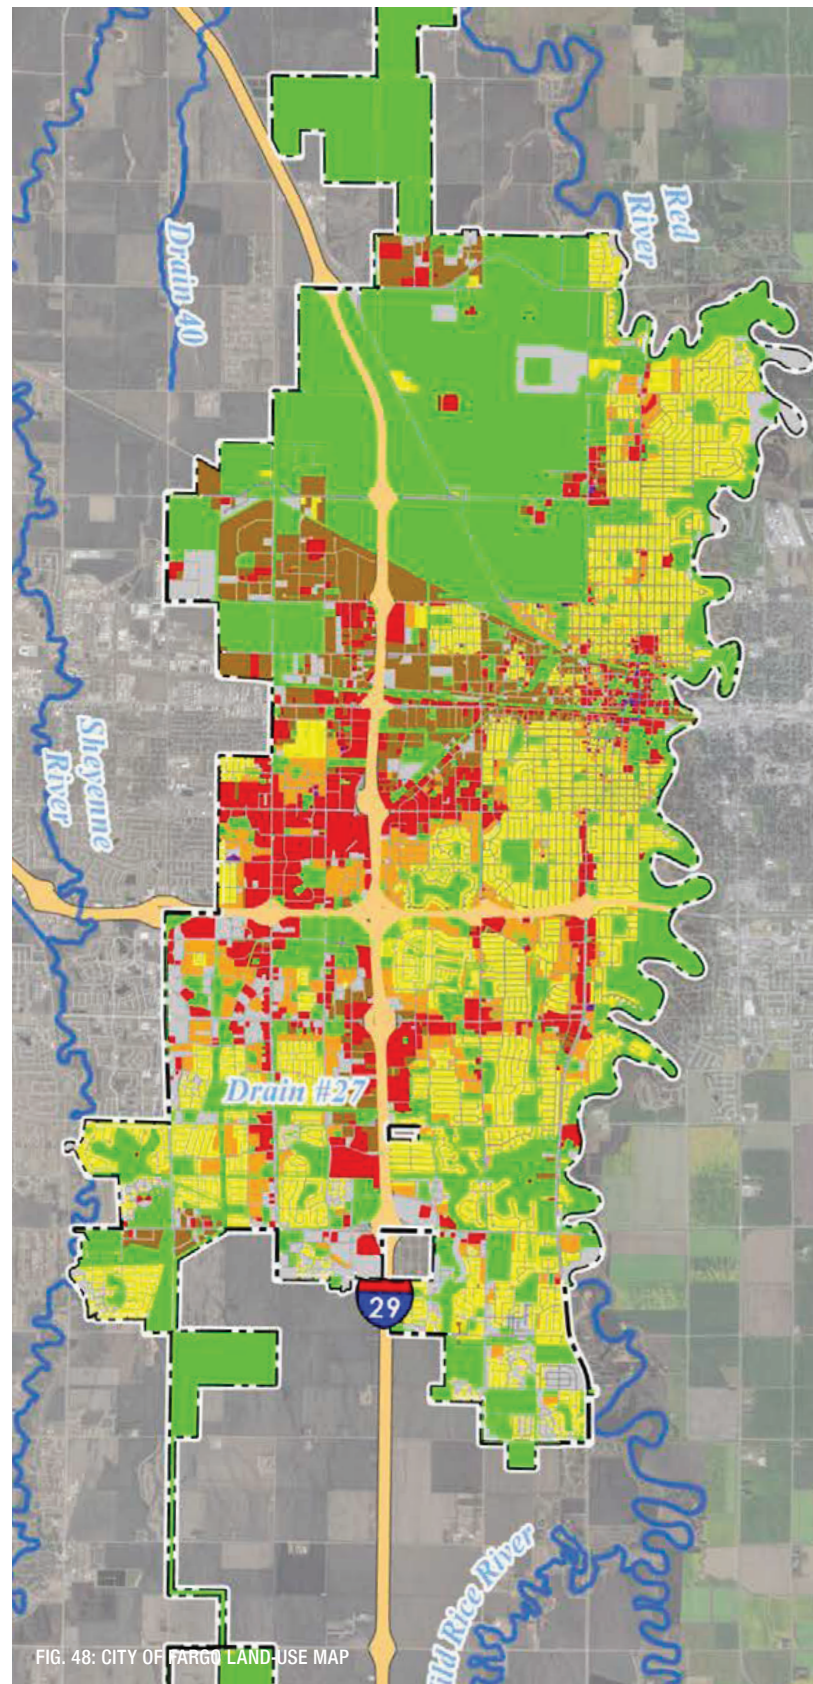 Red
River
Drain 40
Sheyenne
River
Drain #27
29
ild Rice River
FIG. 48: CITY OF FARGO LAND-USE MAP